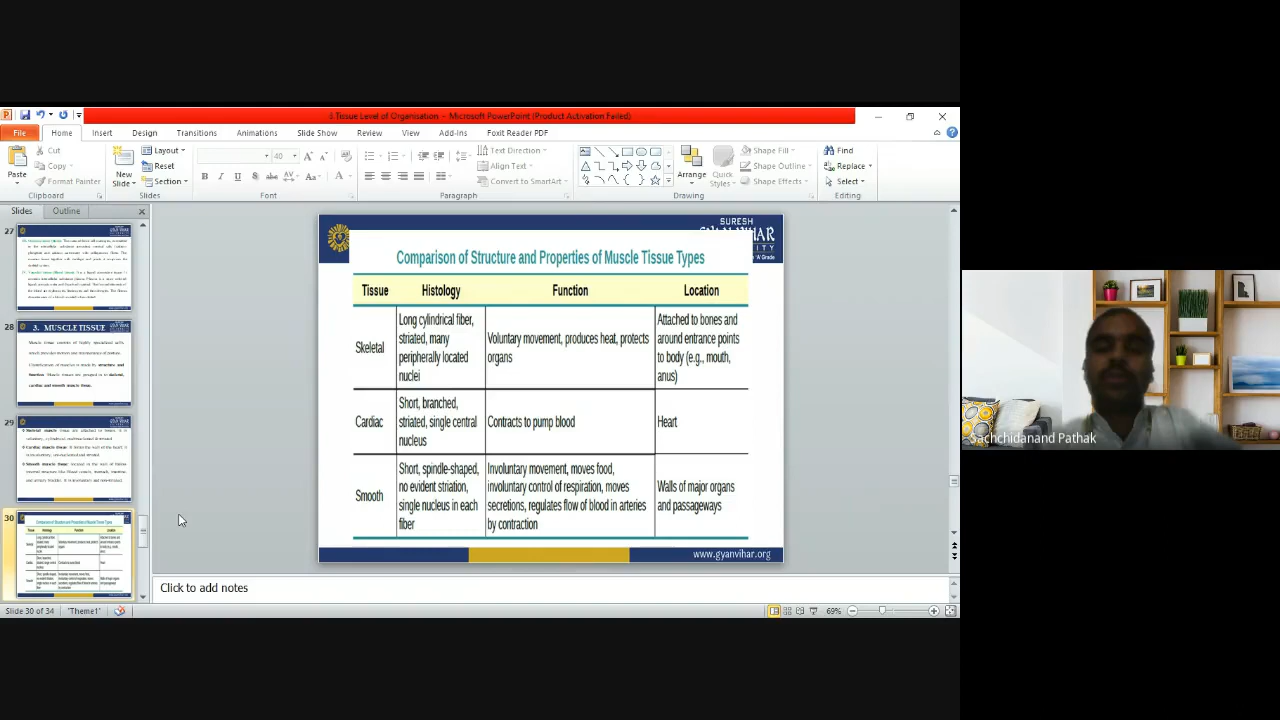 3.Tissue Level of Organisation - Microsoft PowerPoint (Product Activation Failed)
File Home Insert Design Transitions Animations Slide Show Review View Add-Ins Foxit Reader PDF
Cut
Copy
Format Painter
Paste
Clipboard
New
Slide
Layout
Reset
Section
Slides
40
Font
Text Direction
Align Text
Convert to SmartArt
Paragraph
Arrange
Quick
Styles
Shape Fill
Shape Outline
Shape Effects
Drawing
Find
Replace
Select
Editing
Slides Outline
27
28
3. MUSCLE TISSUE
29
30
SURESH
Comparison of Structure and Properties of Muscle Tissue Types
Tissue Histology Function Location
Skeletal
Long cylindrical fiber,
striated, many
peripherally located
nuclei
Voluntary movement, produces heat, protects
organs
Attached to bones and
around entrance points
to body (e.g., mouth,
anus)
Cardiac
Short, branched,
striated, single central
nucleus
Contracts to pump blood
Heart
Smooth
Short, spindle-shaped,
no evident striation,
single nucleus in each
fiber
Involuntary movement, moves food,
involuntary control of respiration, moves
secretions, regulates flow of blood in arteries
by contraction
Walls of major organs
and passageways
www.gyanvihar.org
Click to add notes
Slide 30 of 34 'Theme1' 69%
Sachchidanand Pathak